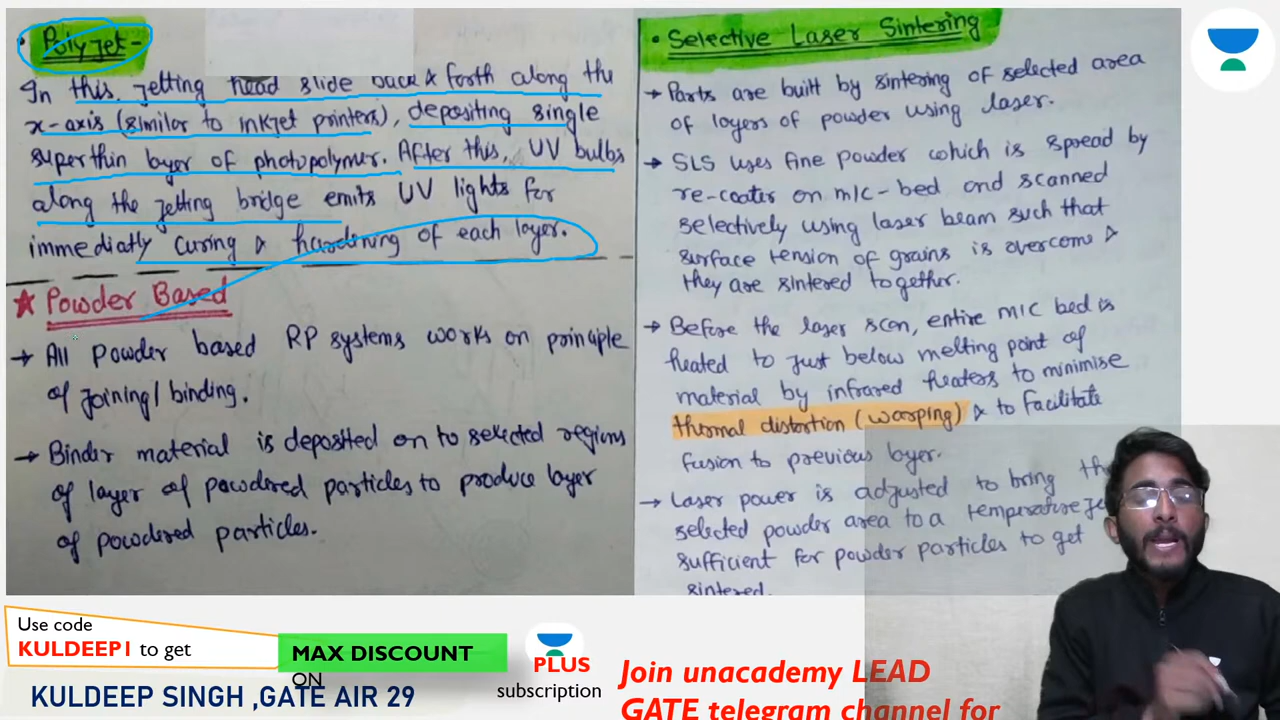 • Polyjet -
In this, jetting head slide back & forth along the
x-axis (similar to inkjet printers), depositing single
superthin layer of photopolymer. After this, UV bulbs
along the jetting bridge emits UV lights for
immediatly curing & hardening of each layer.
★ Powder Based
→ All powder based RP systems works on principle
of joining / binding.
→ Binder material is deposited on to selected regions
of layer of powdered particles to produce layer
of powdered particles.
• Selective Laser Sintering
→ Parts are built by sintering of selected area
of layers of powder using laser.
→ SLS uses fine powder which is spread by
re-coater on m/c-bed and scanned
selectively using laser beam such that
surface tension of grains is overcome &
they are sintered together.
→ Before the laser scan, entire m/c bed is
heated to just below melting point of
material by infrared heaters to minimise
thermal distortion (warping) & to facilitate
fusion to previous layer.
→ Laser power is adjusted to bring the
selected powder area to a temperature
sufficient for powder particles to get
sintered.
Use code
KULDEEP1 to get
MAX DISCOUNT
ON
PLUS
subscription
KULDEEP SINGH ,GATE AIR 29
Join unacademy LEAD
GATE telegram channel for